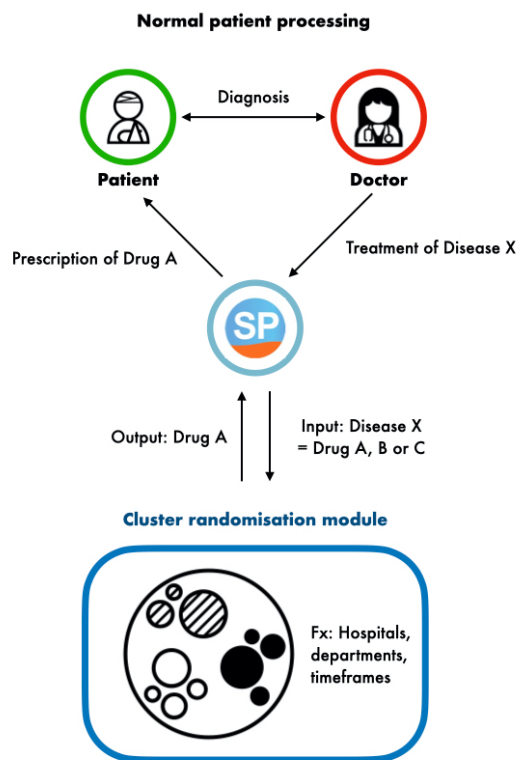 Normal patient processing
Diagnosis
Patient
Doctor
Prescription of Drug A
Treatment of Disease X
SP
Output: Drug A
Input: Disease X
= Drug A, B or C
Cluster randomisation module
Fx: Hospitals,
departments,
timeframes